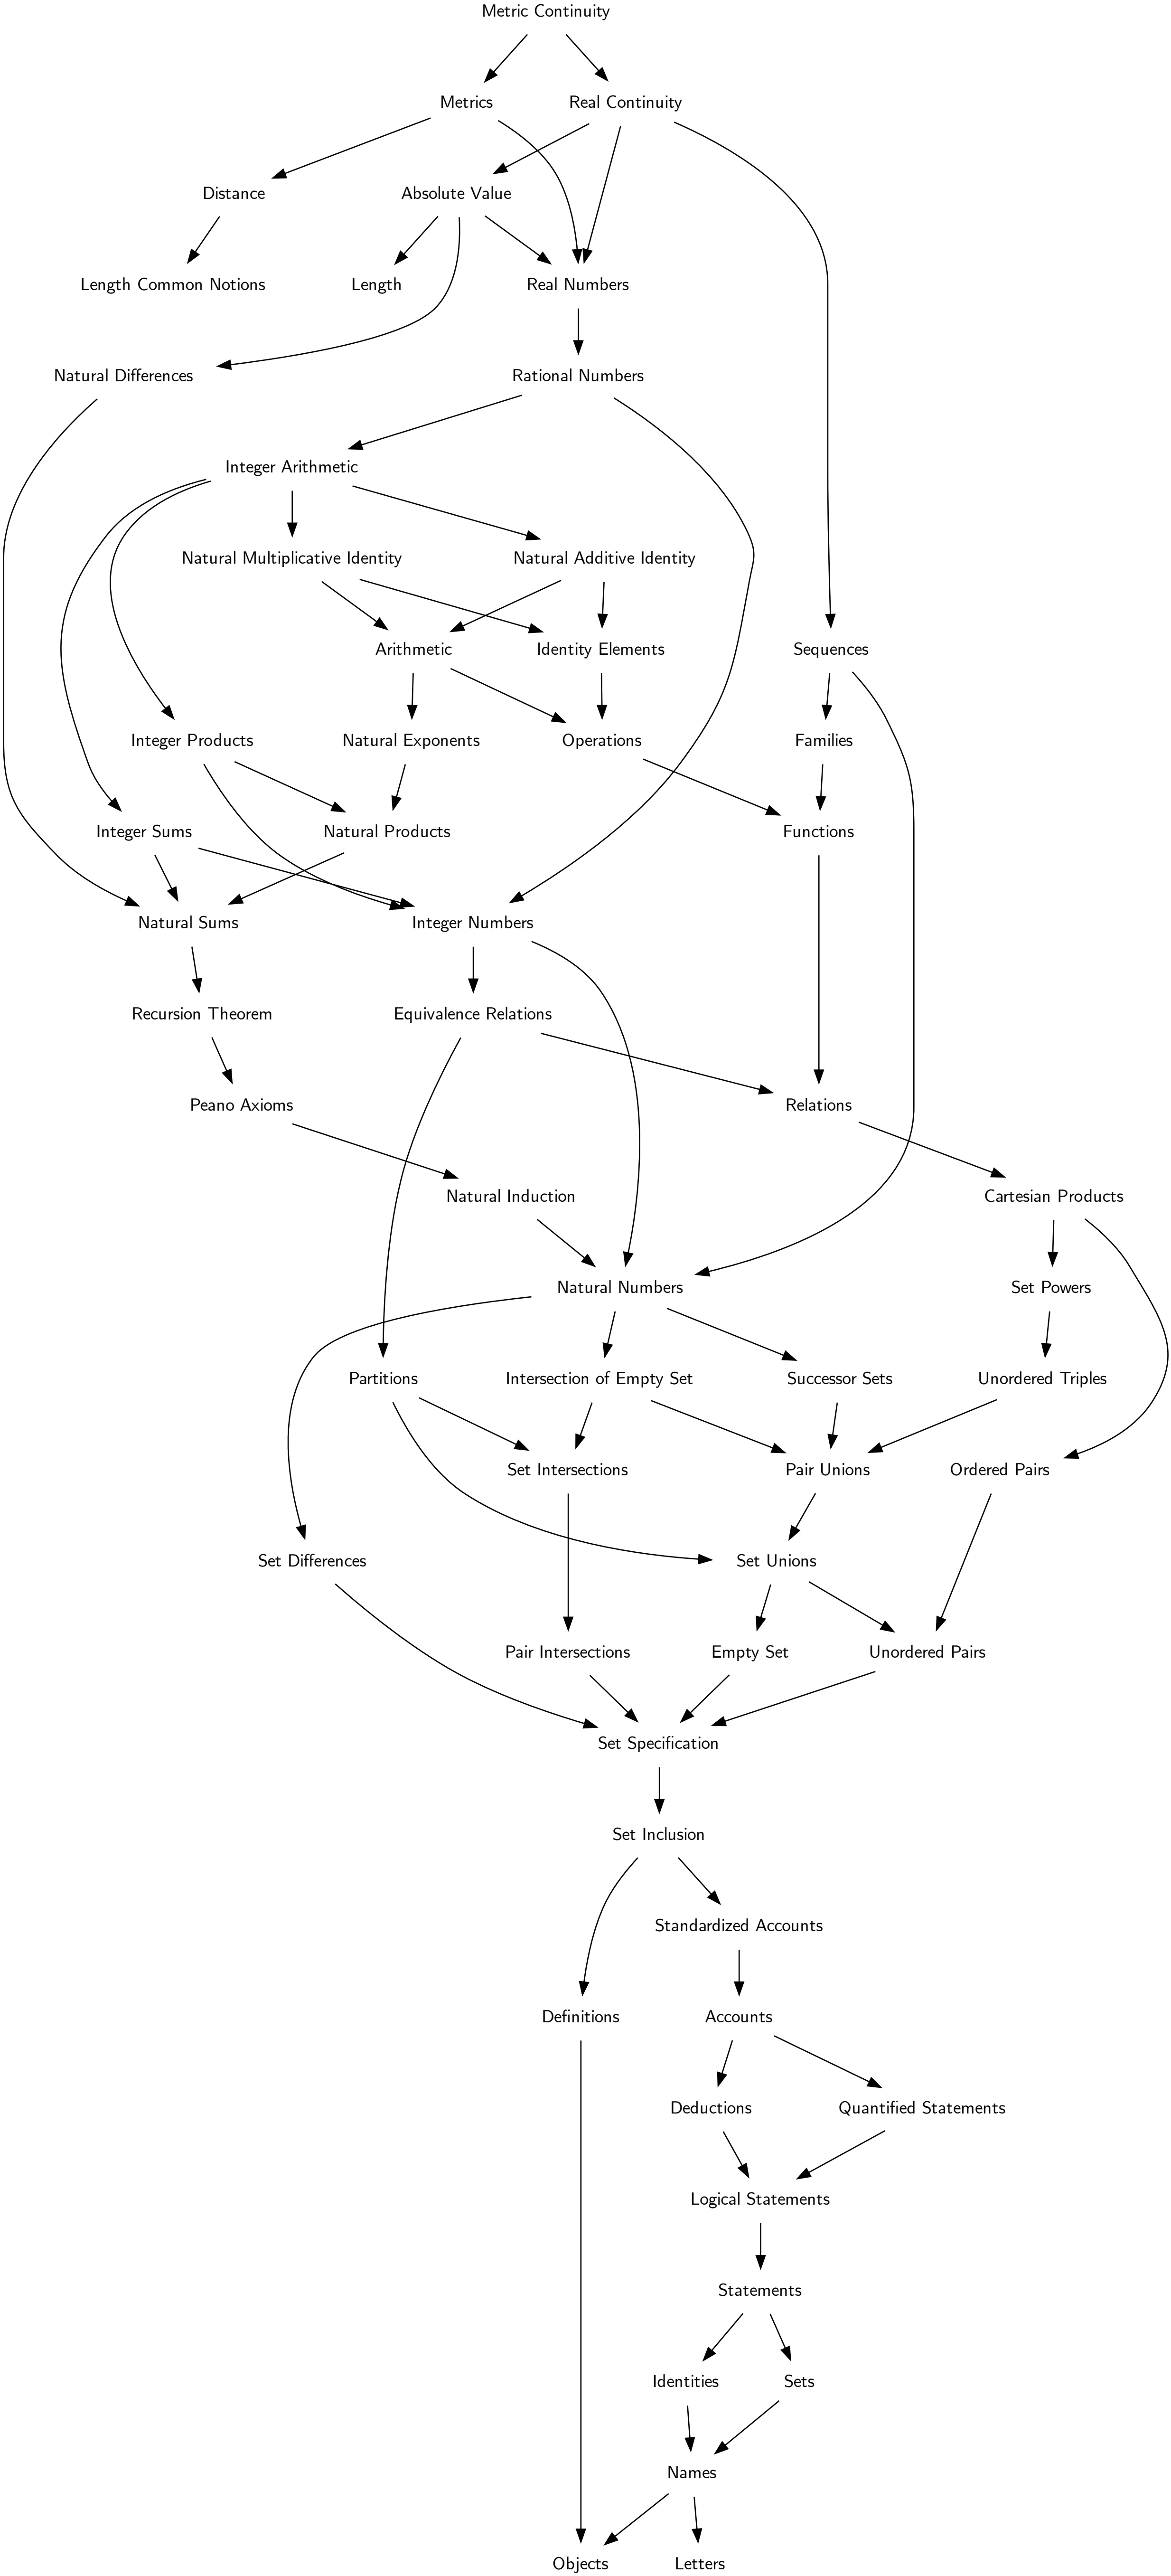 Metric Continuity
Metrics
Real Continuity
Distance
Absolute Value
Length Common Notions
Length
Real Numbers
Natural Differences
Rational Numbers
Integer Arithmetic
Natural Multiplicative Identity
Natural Additive Identity
Arithmetic
Identity Elements
Sequences
Integer Products
Natural Exponents
Operations
Families
Integer Sums
Natural Products
Functions
Natural Sums
Integer Numbers
Recursion Theorem
Equivalence Relations
Peano Axioms
Relations
Natural Induction
Cartesian Products
Natural Numbers
Set Powers
Partitions
Intersection of Empty Set
Successor Sets
Unordered Triples
Set Intersections
Pair Unions
Ordered Pairs
Set Differences
Set Unions
Pair Intersections
Empty Set
Unordered Pairs
Set Specification
Set Inclusion
Standardized Accounts
Definitions
Accounts
Deductions
Quantified Statements
Logical Statements
Statements
Identities
Sets
Names
Objects
Letters